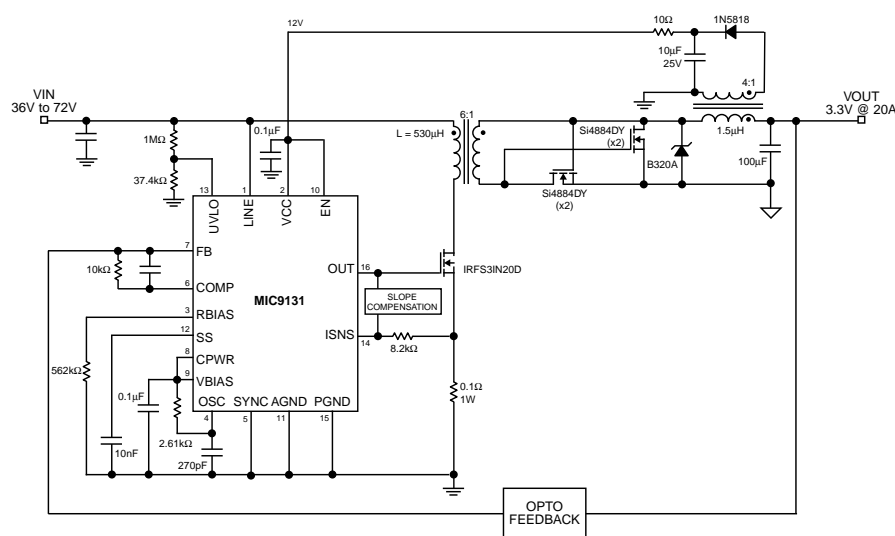 12V
10Ω
1N5818
10µF
25V
4:1
VIN
36V to 72V
VOUT
3.3V @ 20A
6:1
1MΩ
0.1µF
L = 530µH
Si4884DY
(x2)
1.5µH
B320A
100µF
37.4kΩ
Si4884DY
(x2)
13
1
2
10
UVLO
LINE
VCC
EN
7
FB
10kΩ
6
COMP
OUT
16
IRFS3IN20D
MIC9131
SLOPE
COMPENSATION
3
RBIAS
12
SS
ISNS
14
8.2kΩ
8
CPWR
562kΩ
9
VBIAS
0.1µF
0.1Ω
1W
OSC
SYNC
AGND
PGND
4
5
11
15
2.61kΩ
10nF
270pF
OPTO
FEEDBACK